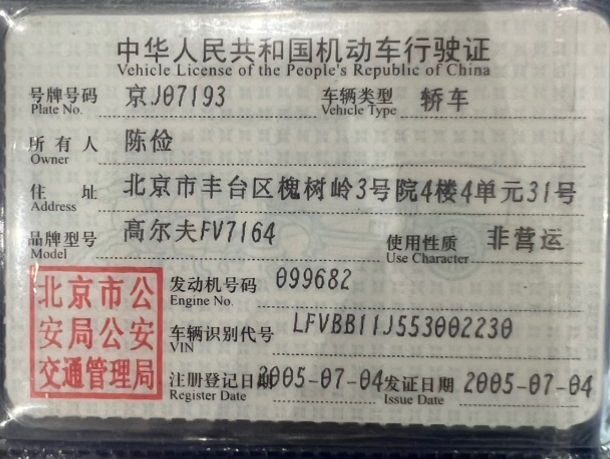 中华人民共和国机动车行驶证
Vehicle License of the People's Republic of China
号牌号码 京J07193 车辆类型 轿车
Plate No. Vehicle Type
所有人 陈俭
Owner
住址 北京市丰台区槐树岭3号院4楼4单元31号
Address
品牌型号 高尔夫FV7164 使用性质 非营运
Model Use Character
北京市公
安局公安
交通管理局
发动机号码 099682
Engine No.
车辆识别代号 LFVBB11J553002230
VIN
注册登记日期 2005-07-04 发证日期 2005-07-04
Register Date Issue Date